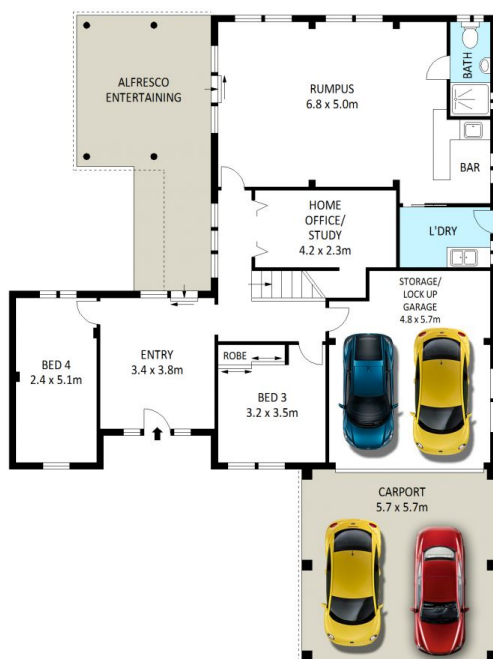 ALFRESCO
ENTERTAINING
RUMPUS
6.8 x 5.0m
BATH
BAR
HOME
OFFICE/
STUDY
4.2 x 2.3m
L'DRY
STORAGE/
LOCK UP
GARAGE
4.8 x 5.7m
BED 4
2.4 x 5.1m
ENTRY
3.4 x 3.8m
ROBE
BED 3
3.2 x 3.5m
CARPORT
5.7 x 5.7m